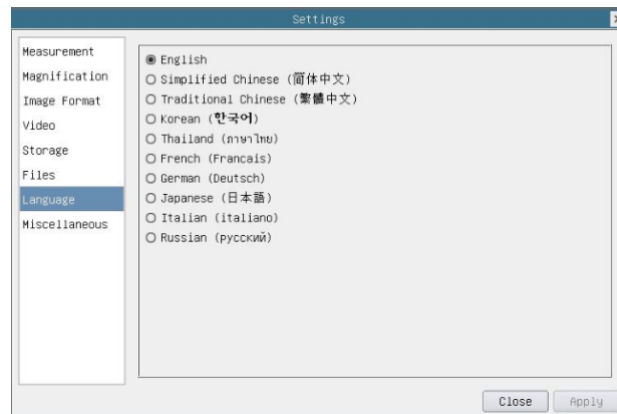 Settings
Measurement
Magnification
Image Format
Video
Storage
Files
Language
Miscellaneous
English
Simplified Chinese (简体中文)
Traditional Chinese (繁體中文)
Korean (한국어)
Thailand (ภาษาไทย)
French (Francais)
German (Deutsch)
Japanese (日本語)
Italian (italiano)
Russian (русский)
Close
Apply